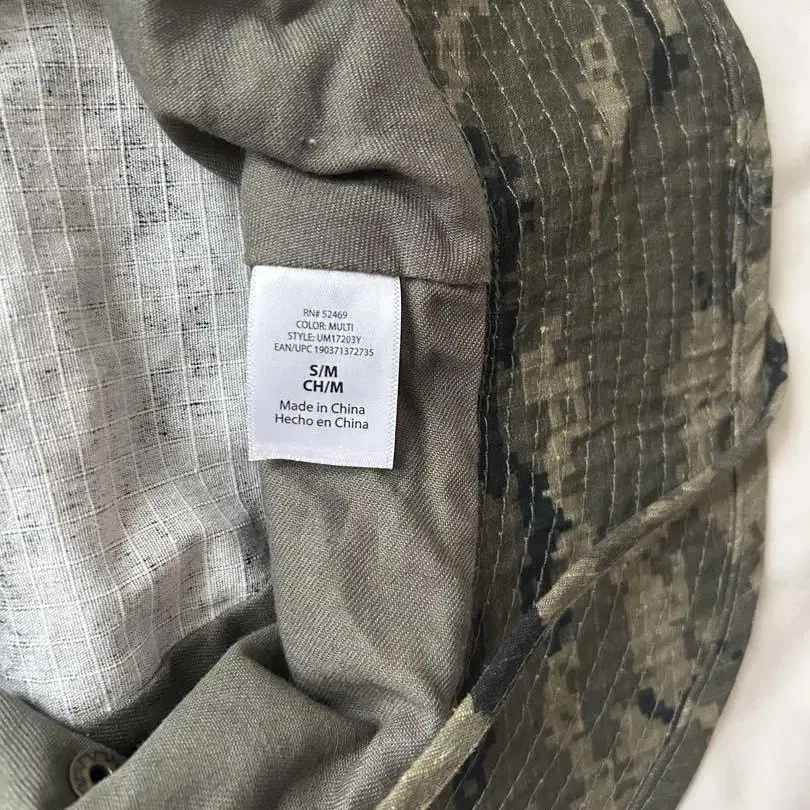 RN# 52469
COLOR: MULTI
STYLE: UM17203Y
EAN/UPC 190371372735
S/M
CH/M
Made in China
Hecho en China